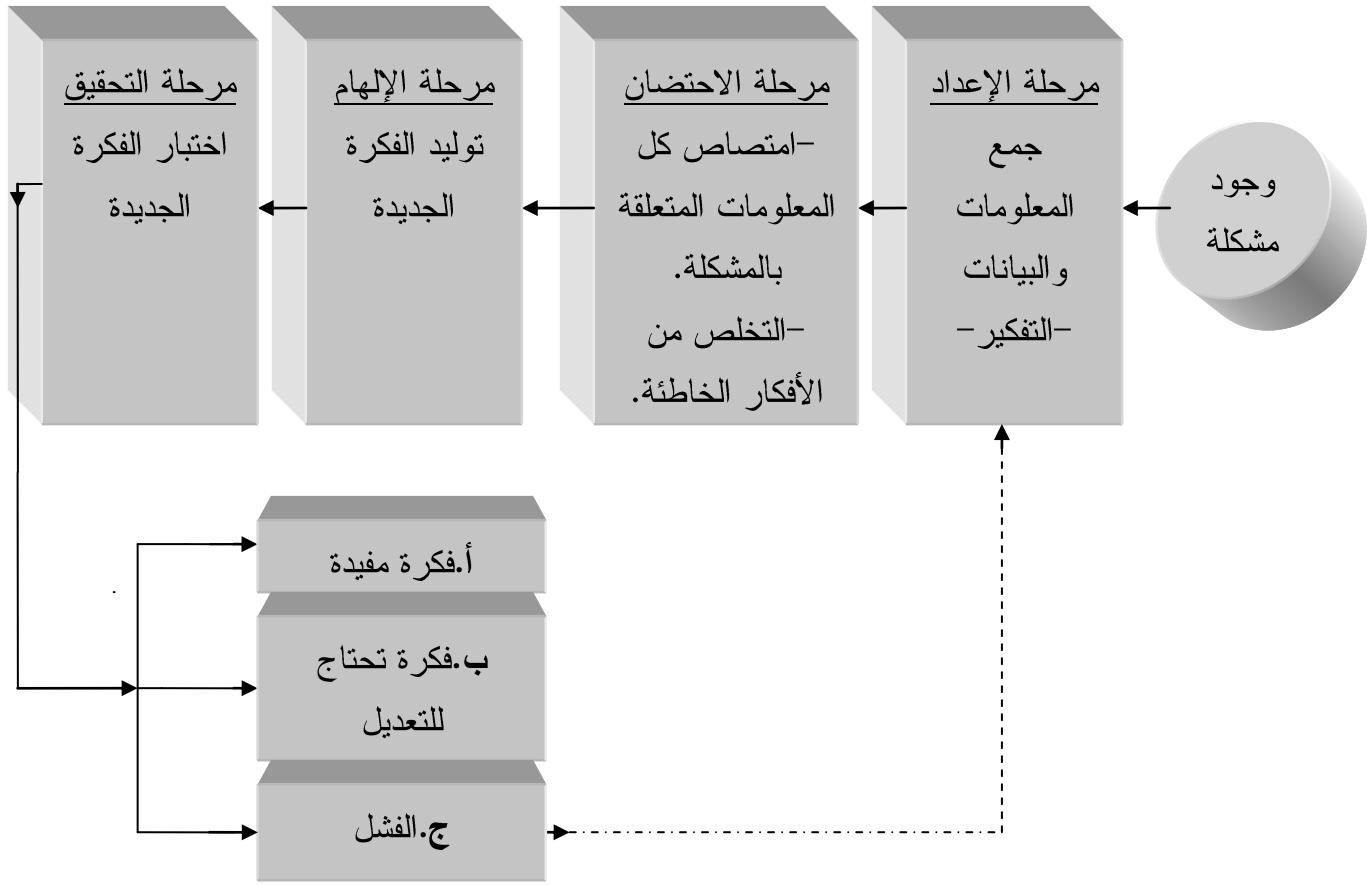 وجود
مشكلة
مرحلة الإعداد
جمع
المعلومات
والبيانات
-التفكير-
مرحلة الاحتضان
-امتصاص كل
المعلومات المتعلقة
بالمشكلة.
-التخلص من
الأفكار الخاطئة.
مرحلة الإلهام
توليد الفكرة
الجديدة
مرحلة التحقيق
اختبار الفكرة
الجديدة
أ.فكرة مفيدة
ب.فكرة تحتاج
للتعديل
ج.الفشل